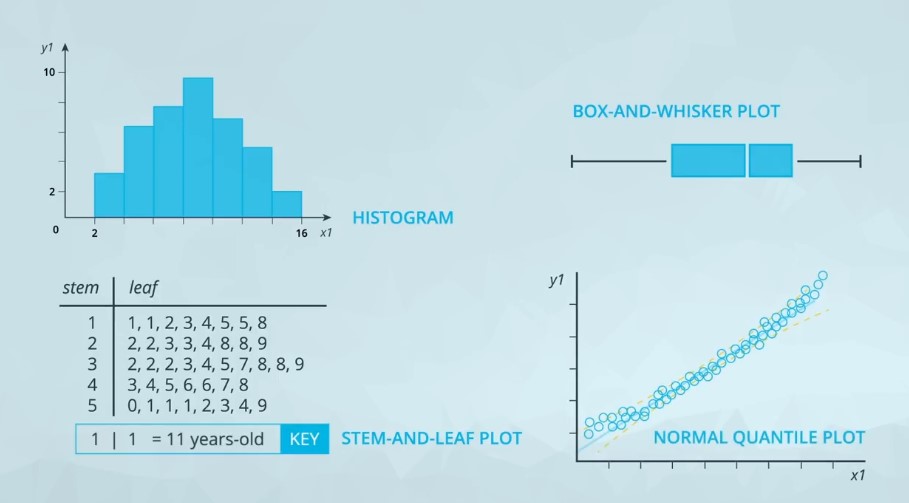 y1
10
2
0
2
16
x1
HISTOGRAM
BOX-AND-WHISKER PLOT
stem
leaf
1 1, 1, 2, 3, 4, 5, 5, 8
2 2, 2, 3, 3, 4, 8, 8, 9
3 2, 2, 2, 3, 4, 5, 7, 8, 8, 9
4 3, 4, 5, 6, 6, 7, 8
5 0, 1, 1, 1, 2, 3, 4, 9
1 | 1 = 11 years-old KEY
STEM-AND-LEAF PLOT
y1
NORMAL QUANTILE PLOT
x1